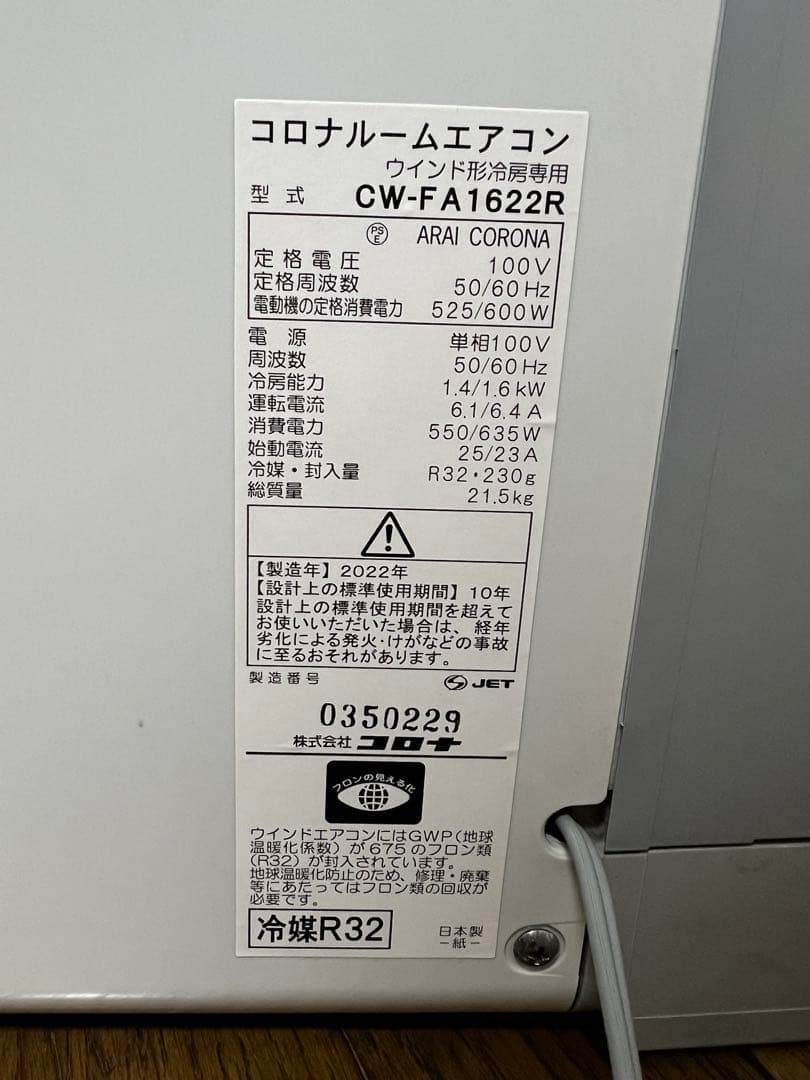 コロナルームエアコン
ウインド形冷房専用
型式 CW-FA1622R
PSE ARAI CORONA
定格電圧 100V
定格周波数 50/60Hz
電動機の定格消費電力 525/600W
電源 単相100V
周波数 50/60Hz
冷房能力 1.4/1.6kW
運転電流 6.1/6.4A
消費電力 550/635W
始動電流 25/23A
冷媒・封入量 R32・230g
総質量 21.5kg
【製造年】2022年
【設計上の標準使用期間】10年
設計上の標準使用期間を超えて
お使いいただいた場合は、経年
劣化による発火・けがなどの事故
に至るおそれがあります。
製造番号 JET
0350229
株式会社コロナ
フロンの見える化
ウインドエアコンにはGWP(地球
温暖化係数)が675のフロン類
(R32)が封入されています。
地球温暖化防止のため、修理・廃棄
等にあたってはフロン類の回収が
必要です。
冷媒R32
日本製
-紙-